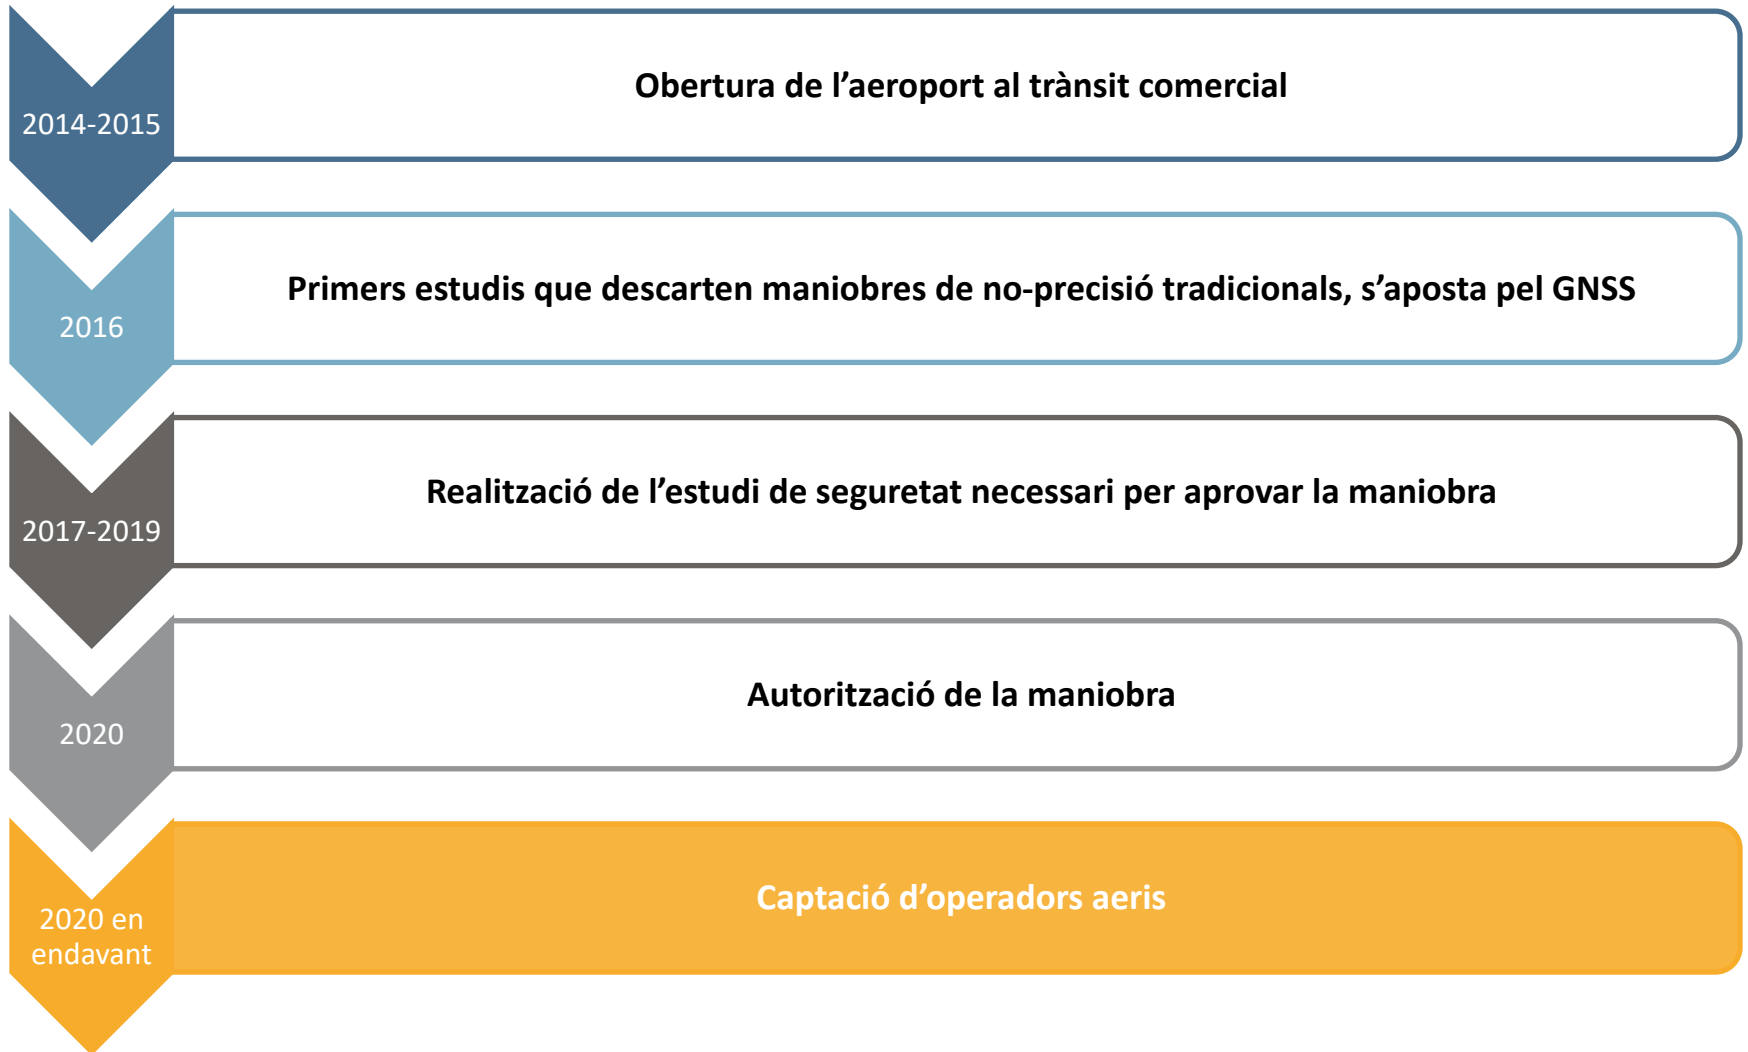 2014-2015
Obertura de l’aeroport al trànsit comercial
2016
Primers estudis que descarten maniobres de no-precisió tradicionals, s’aposta pel GNSS
2017-2019
Realització de l’estudi de seguretat necessari per aprovar la maniobra
2020
Autorització de la maniobra
2020 en
endavant
Captació d’operadors aeris